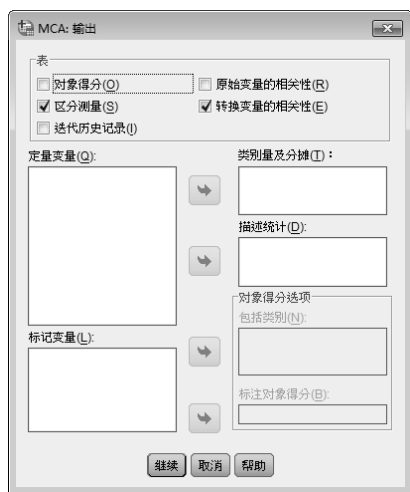 MCA: 输出
表
对象得分(O)
原始变量的相关性(R)
区分测量(S)
转换变量的相关性(E)
迭代历史记录(I)
定量变量(Q):
类别量及分摊(T)：
描述统计(D):
对象得分选项
包括类别(N):
标记变量(L):
标注对象得分(B):
继续 取消 帮助